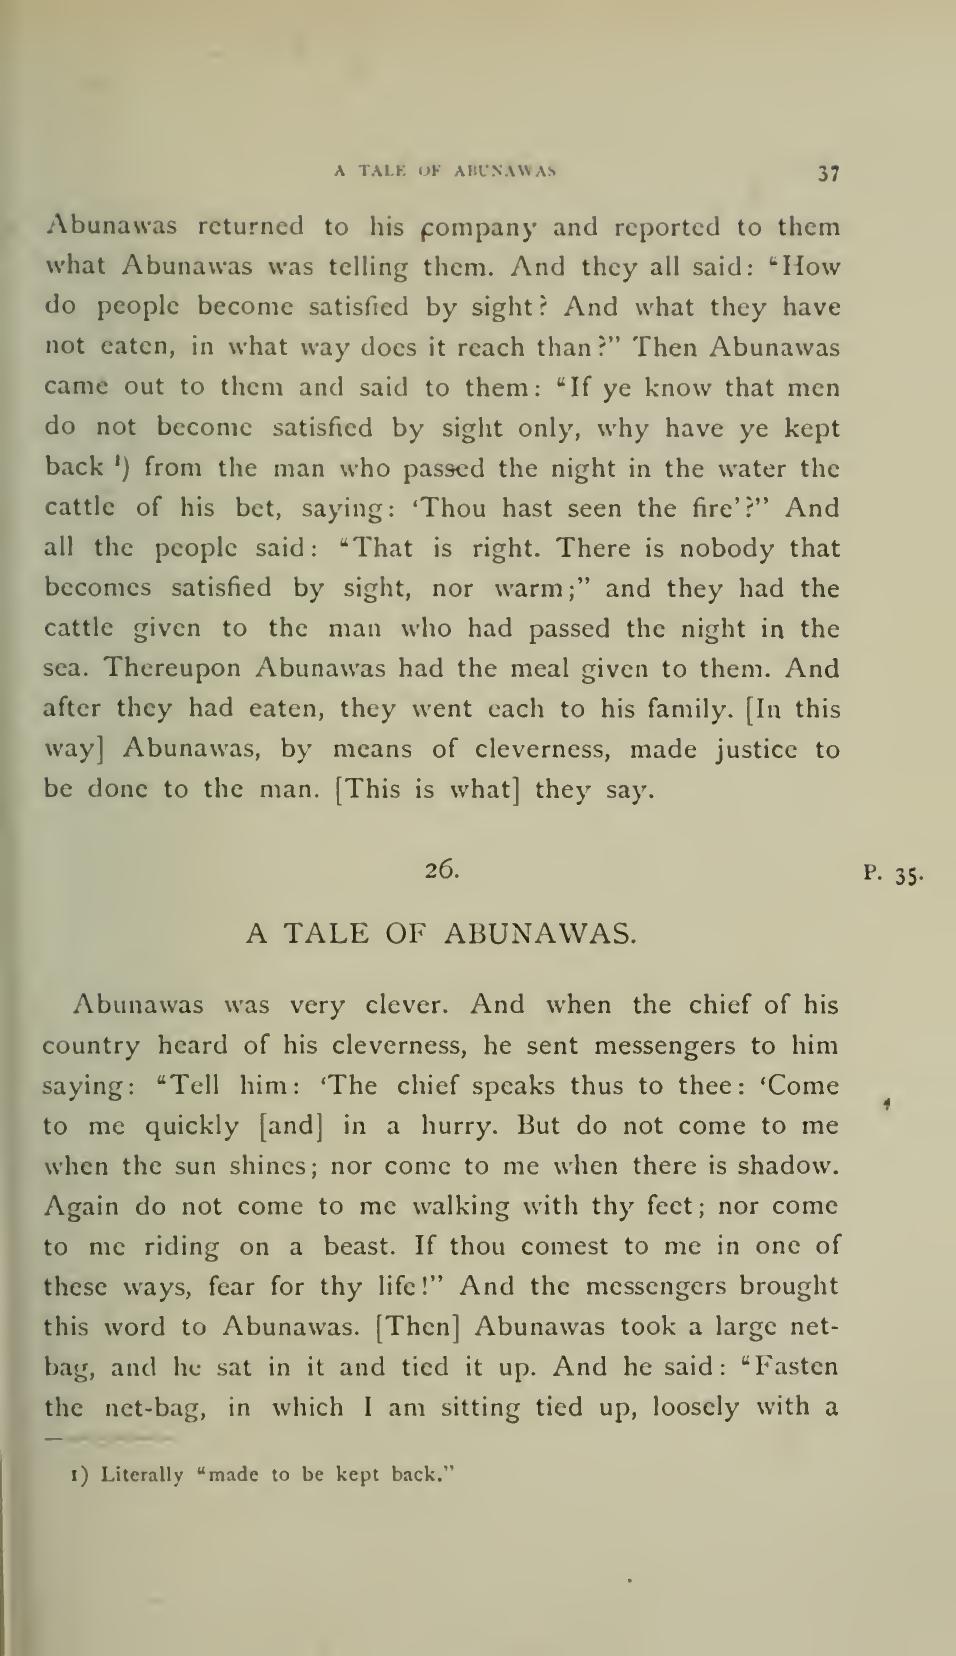 A TALE OF ABUNAWAS 37
Abunawas returned to his company and reported to them
what Abunawas was telling them. And they all said: “How
do people become satisfied by sight? And what they have
not eaten, in what way does it reach than?” Then Abunawas
came out to them and said to them: “If ye know that men
do not become satisfied by sight only, why have ye kept
back ¹) from the man who passed the night in the water the
cattle of his bet, saying: ‘Thou hast seen the fire’?” And
all the people said: “That is right. There is nobody that
becomes satisfied by sight, nor warm;” and they had the
cattle given to the man who had passed the night in the
sea. Thereupon Abunawas had the meal given to them. And
after they had eaten, they went each to his family. [In this
way] Abunawas, by means of cleverness, made justice to
be done to the man. [This is what] they say.
26. P. 35.
A TALE OF ABUNAWAS.
Abunawas was very clever. And when the chief of his
country heard of his cleverness, he sent messengers to him
saying: “Tell him: ‘The chief speaks thus to thee: ‘Come
to me quickly [and] in a hurry. But do not come to me
when the sun shines; nor come to me when there is shadow.
Again do not come to me walking with thy feet; nor come
to me riding on a beast. If thou comest to me in one of
these ways, fear for thy life!” And the messengers brought
this word to Abunawas. [Then] Abunawas took a large net-
bag, and he sat in it and tied it up. And he said: “Fasten
the net-bag, in which I am sitting tied up, loosely with a
1) Literally “made to be kept back.”